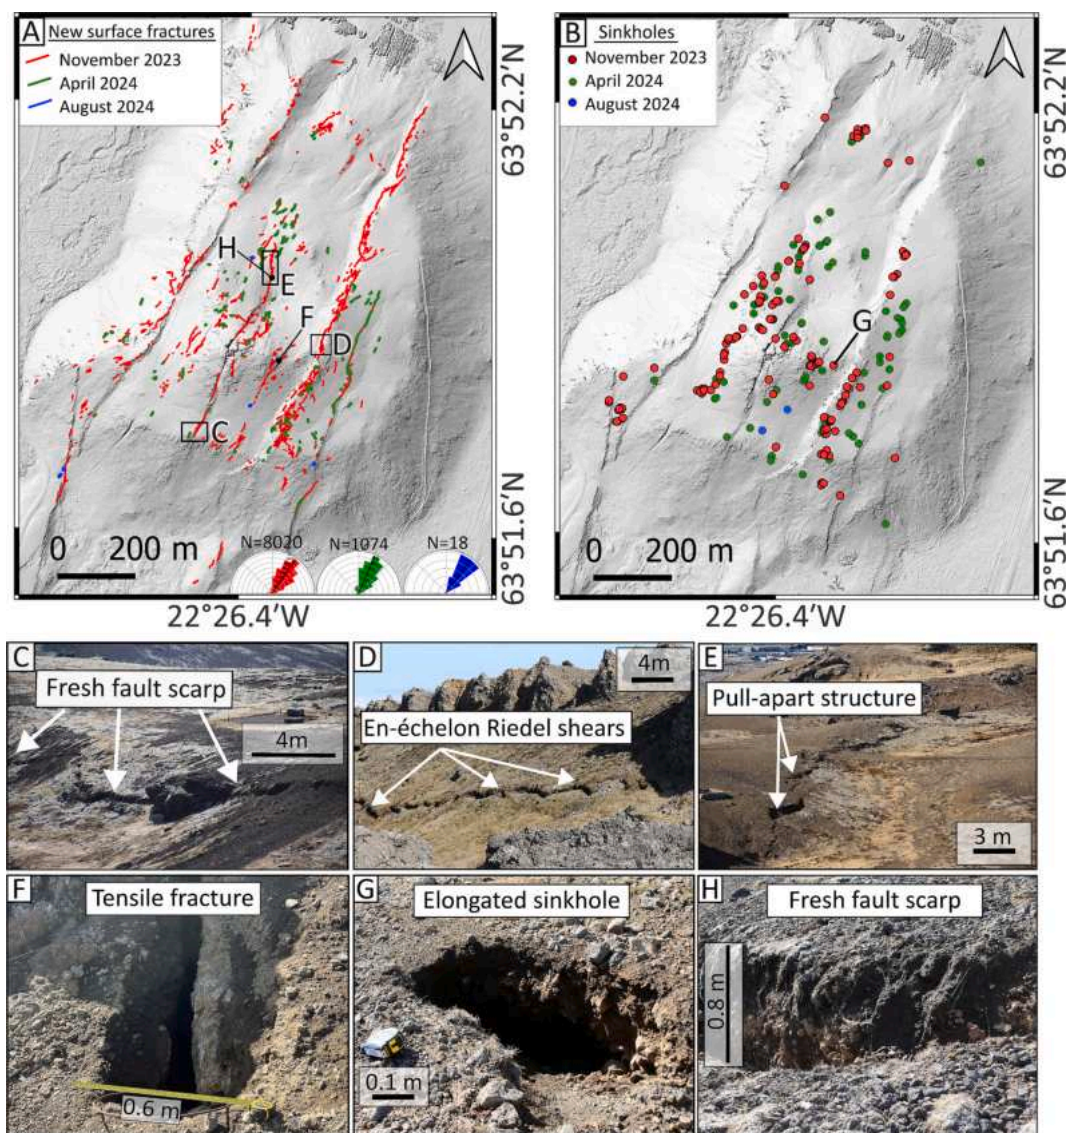 A New surface fractures
November 2023
April 2024
August 2024
63°52.2'N
H
E
F
D
C
N=8020 N=1074 N=18
0 200 m
63°51.6'N
22°26.4'W
B Sinkholes
November 2023
April 2024
August 2024
63°52.2'N
G
0 200 m
63°51.6'N
22°26.4'W
C
Fresh fault scarp
4m
D
4m
En-échelon Riedel shears
E
Pull-apart structure
3 m
F
Tensile fracture
0.6 m
G
Elongated sinkhole
0.1 m
H
Fresh fault scarp
0.8 m